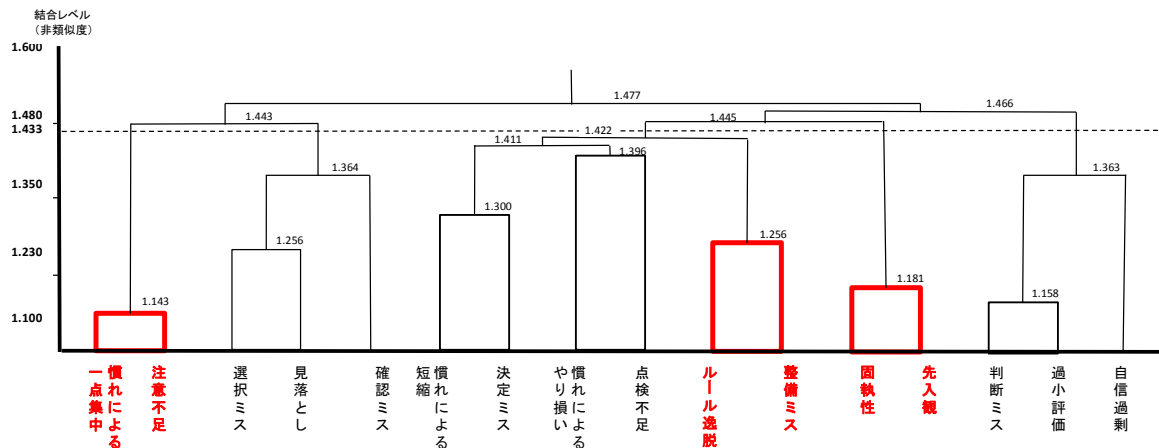 結合レベル
（非類似度）
1.600
1.477
1.466
1.480
1.443
1.445
1.433
1.422
1.411
1.396
1.364
1.363
1.350
1.300
1.256
1.256
1.230
1.181
1.158
1.143
1.100
慣れによる
一点集中
注意不足
選択ミス
見落とし
確認ミス
慣れによる
短縮
決定ミス
慣れによる
やり損い
点検不足
ルール逸脱
整備ミス
固執性
先入観
判断ミス
過小評価
自信過剰